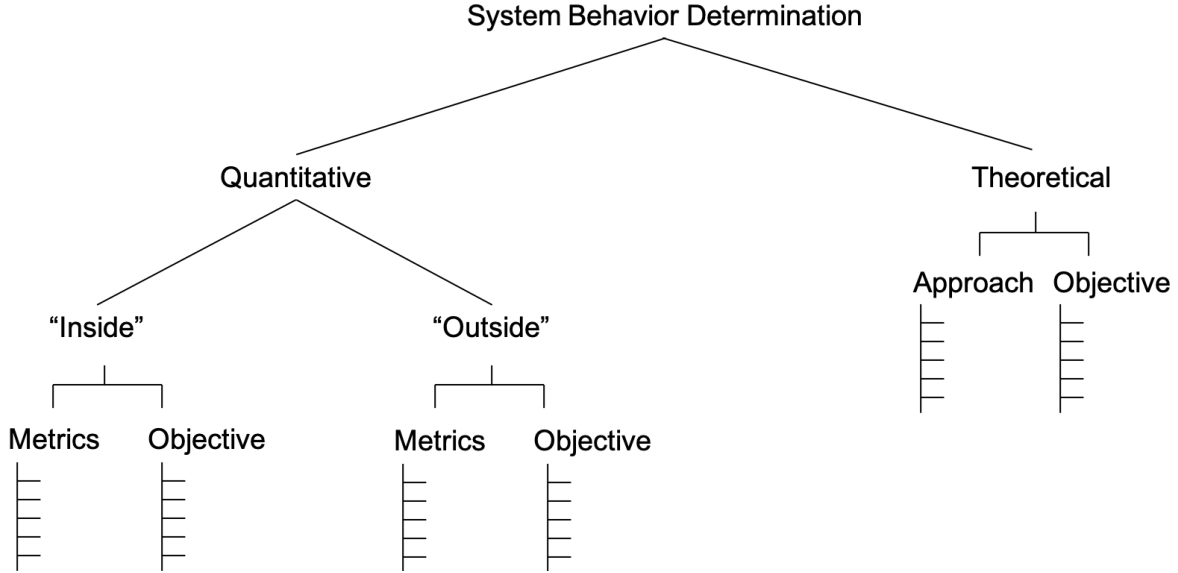 System Behavior Determination
Quantitative
Theoretical
Approach
Objective
“Inside”
“Outside”
Metrics
Objective
Metrics
Objective